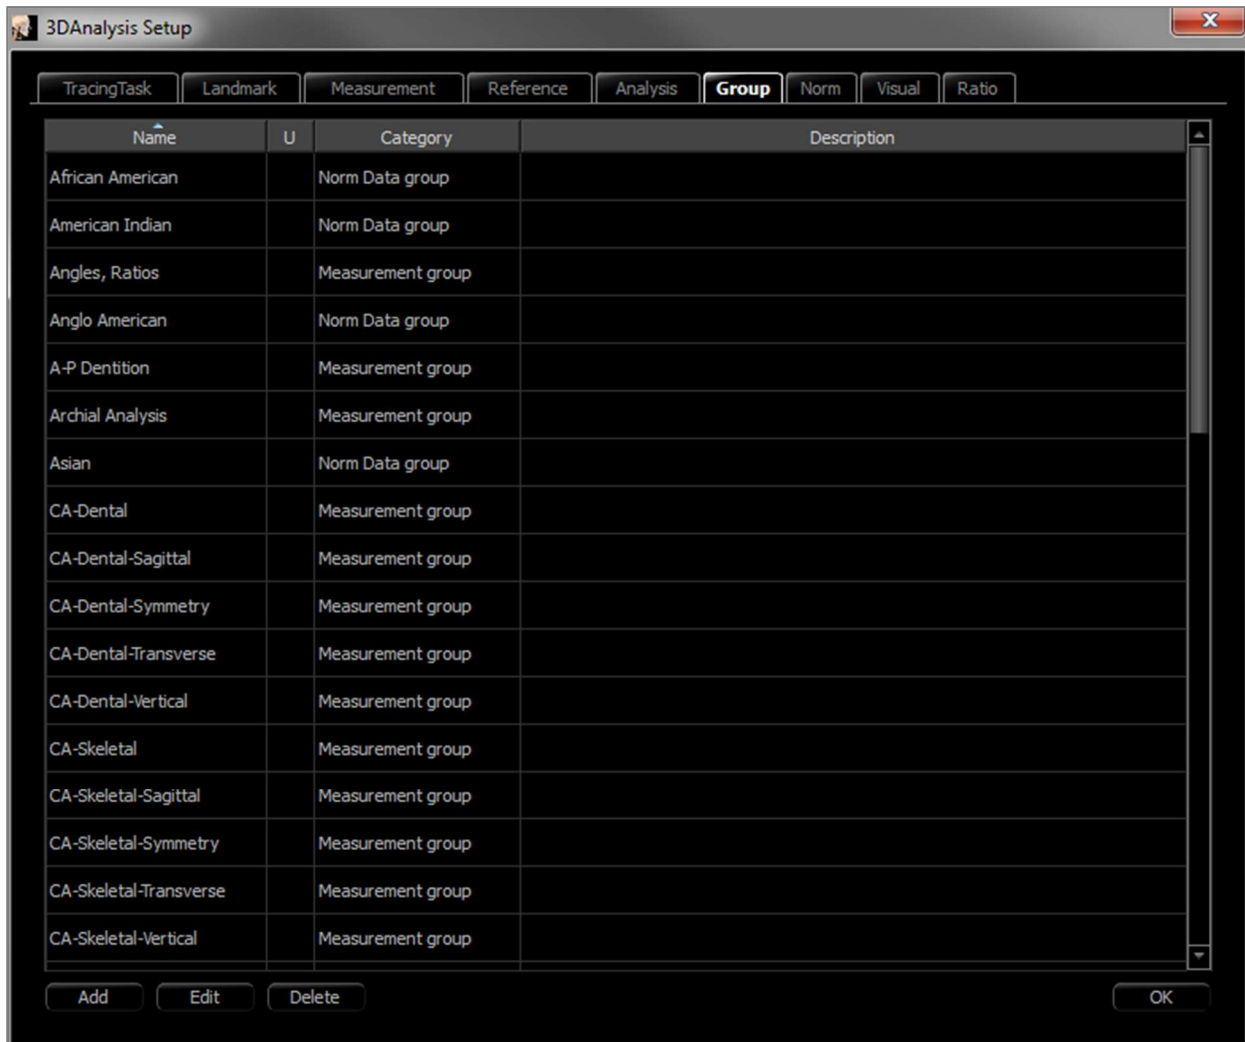 3DAnalysis Setup
TracingTask Landmark Measurement Reference Analysis Group Norm Visual Ratio
Name U Category Description
African American Norm Data group
American Indian Norm Data group
Angles, Ratios Measurement group
Anglo American Norm Data group
A-P Dentition Measurement group
Archial Analysis Measurement group
Asian Norm Data group
CA-Dental Measurement group
CA-Dental-Sagittal Measurement group
CA-Dental-Symmetry Measurement group
CA-Dental-Transverse Measurement group
CA-Dental-Vertical Measurement group
CA-Skeletal Measurement group
CA-Skeletal-Sagittal Measurement group
CA-Skeletal-Symmetry Measurement group
CA-Skeletal-Transverse Measurement group
CA-Skeletal-Vertical Measurement group
Add Edit Delete OK